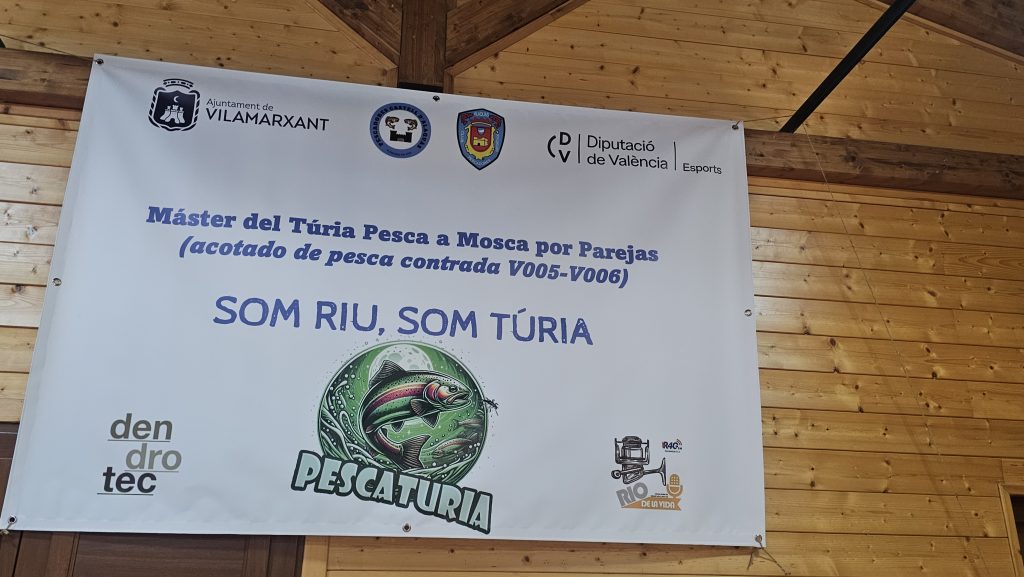 Ajuntament de
VILAMARXANT
Diputació
de València
Esports
Máster del Túria Pesca a Mosca por Parejas
(acotado de pesca contrada V005-V006)
SOM RIU, SOM TÚRIA
PESCATURIA
den
dro
tec
RIO
DE LA VIDA